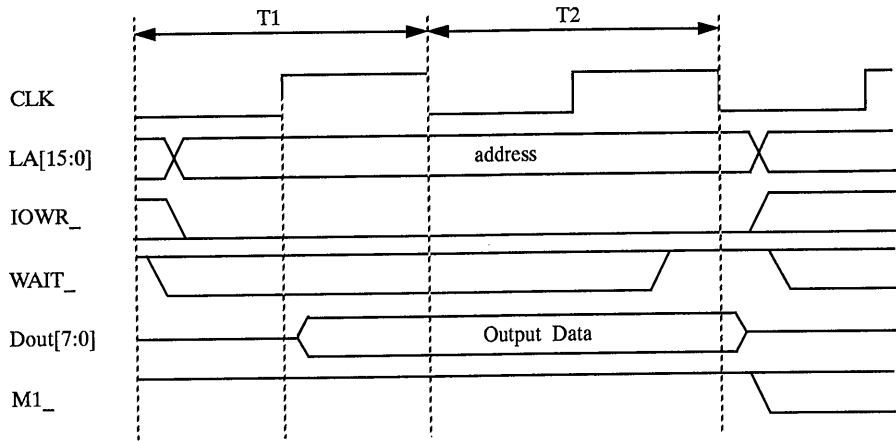 T1 T2
CLK
LA[15:0] address
IOWR_
WAIT_
Dout[7:0] Output Data
M1_